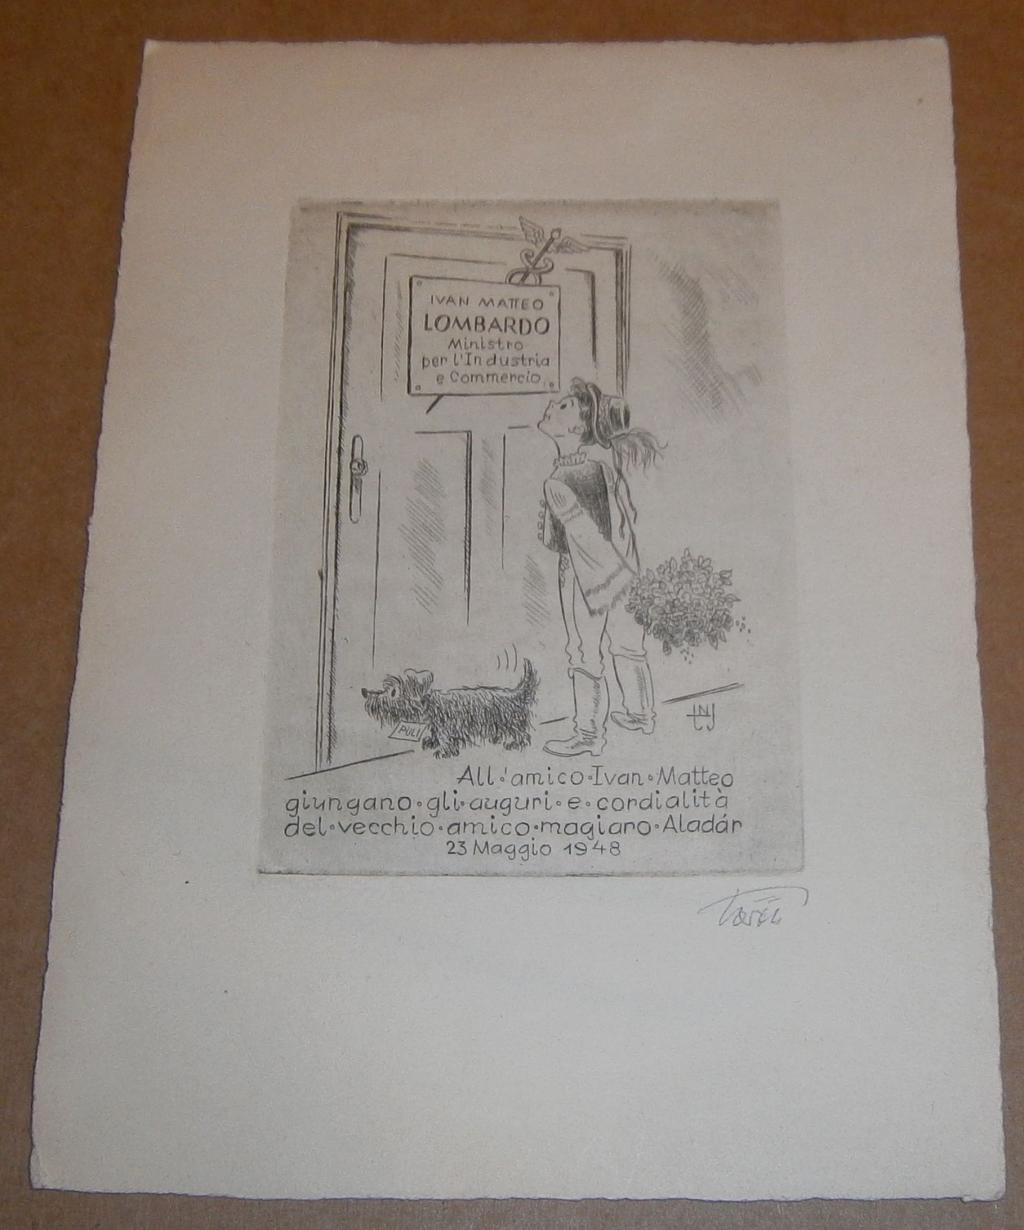 IVAN MATTEO
LOMBARDO
Ministro
per l'Industria
e Commercio
PULI
All'amico·Ivan·Matteo
giungano·gli·auguri·e·cordialità
del·vecchio·amico·magiaro·Aladár
23 Maggio 1948